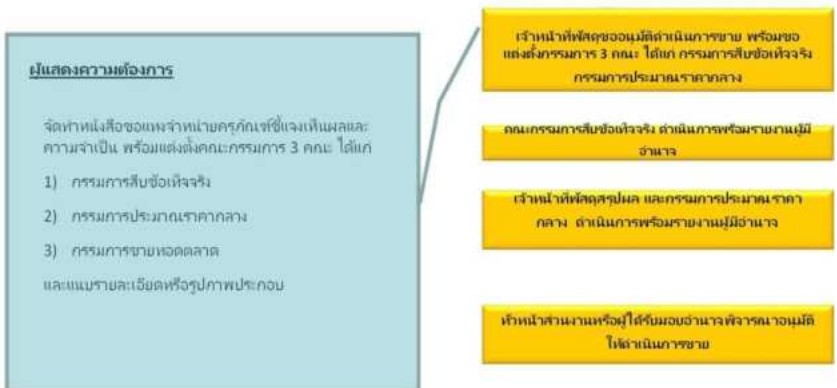 ผู้แสดงความต้องการ
จัดทำหนังสือขอแทงจำหน่ายครุภัณฑ์ชี้แจงเห็นผลและ
ความจำเป็น พร้อมแต่งตั้งคณะกรรมการ 3 คณะ ได้แก่
1) กรรมการสืบข้อเท็จจริง
2) กรรมการประมาณราคากลาง
3) กรรมการขายทอดตลาด
และแนบรายละเอียดหรือรูปภาพประกอบ
เจ้าหน้าที่พัสดุขออนุมัติดำเนินการขาย พร้อมขอ
แต่งตั้งกรรมการ 3 คณะ ได้แก่ กรรมการสืบข้อเท็จจริง
กรรมการประมาณราคากลาง
คณะกรรมการสืบข้อเท็จจริง ดำเนินการพร้อมรายงานผู้มี
อำนาจ
เจ้าหน้าที่พัสดุสรุปผล และกรรมการประมาณราคา
กลาง ดำเนินการพร้อมรายงานผู้มีอำนาจ
หัวหน้าส่วนงานหรือผู้ได้รับมอบอำนาจพิจารณาอนุมัติ
ให้ดำเนินการขาย